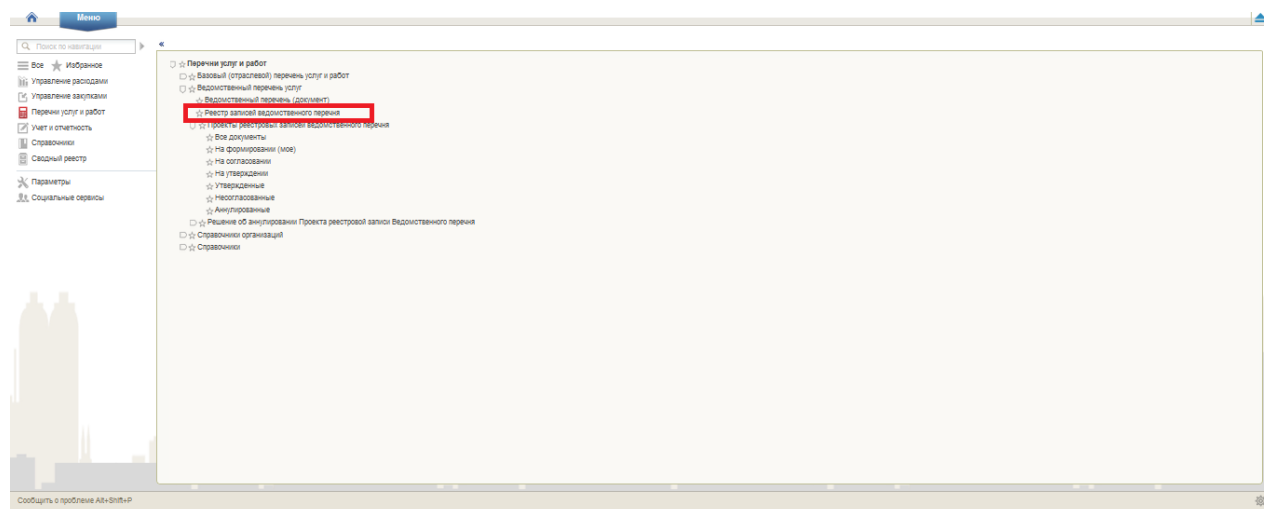 Меню
Поиск по навигации
«
Все Избранное
Управление расходами
Управление закупками
Перечни услуг и работ
Учет и отчетность
Справочники
Сводный реестр
Параметры
Социальные сервисы
Перечни услуг и работ
Базовый (отраслевой) перечень услуг и работ
Ведомственный перечень услуг
Ведомственный перечень (документ)
Реестр записей ведомственного перечня
Проекты реестровых записей ведомственного перечня
Все документы
На формировании (мое)
На согласовании
На утверждении
Утвержденные
Несогласованные
Аннулированные
Решение об аннулировании Проекта реестровой записи Ведомственного перечня
Справочники организаций
Справочники
Сообщить о проблеме Alt+Shift+P